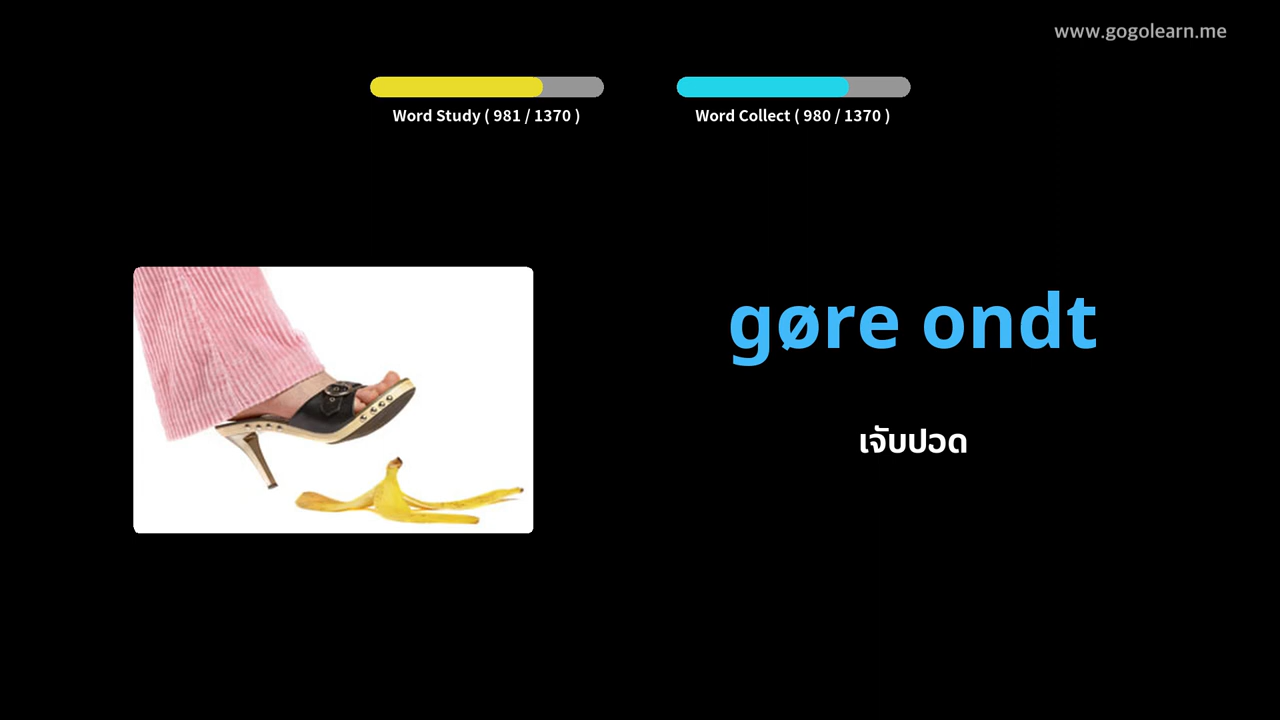 www.gogolearn.me
Word Study ( 981 / 1370 )
Word Collect ( 980 / 1370 )
gøre ondt
เจ็บปวด